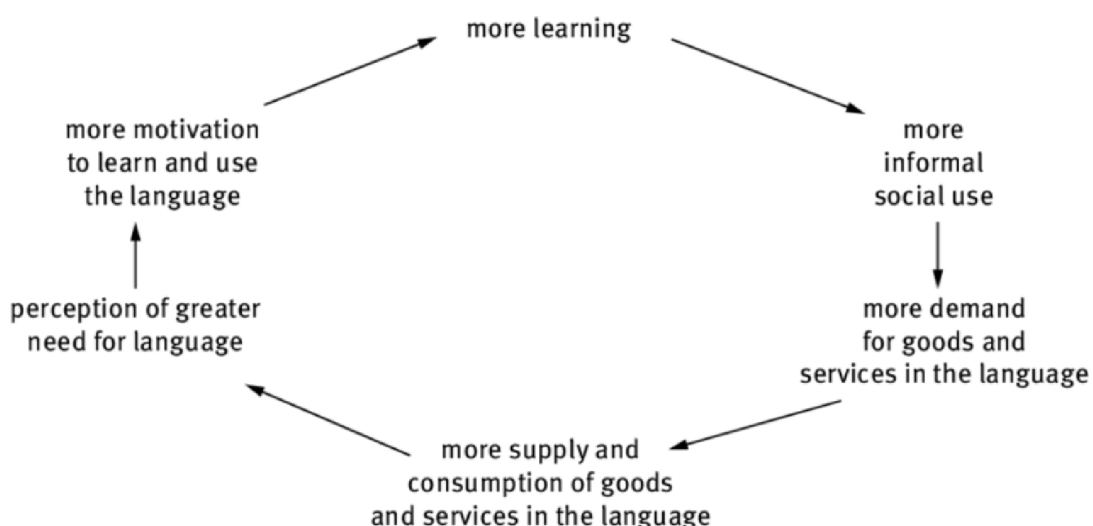 more learning
more motivation
to learn and use
the language
more
informal
social use
perception of greater
need for language
more demand
for goods and
services in the language
more supply and
consumption of goods
and services in the language